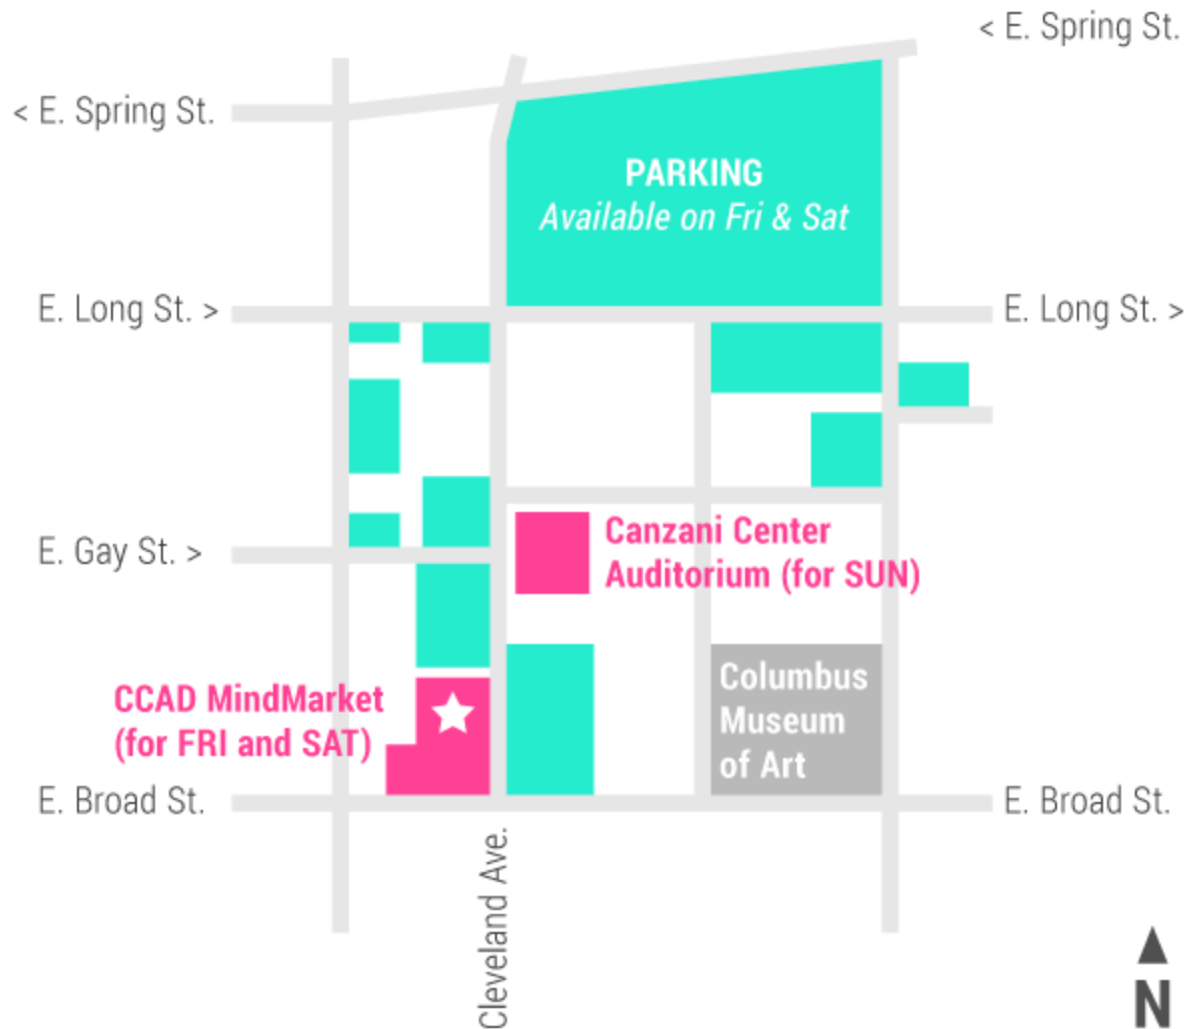 < E. Spring St.
< E. Spring St.
PARKING
Available on Fri & Sat
E. Long St. >
E. Long St. >
E. Gay St. >
Canzani Center
Auditorium (for SUN)
CCAD MindMarket
(for FRI and SAT)
Columbus
Museum
of Art
E. Broad St.
E. Broad St.
Cleveland Ave.
N